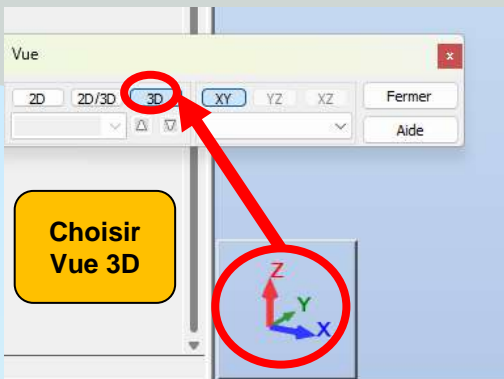 Vue
x
2D 2D/3D 3D XY YZ XZ Fermer
Aide
Choisir
Vue 3D
Z
Y
X